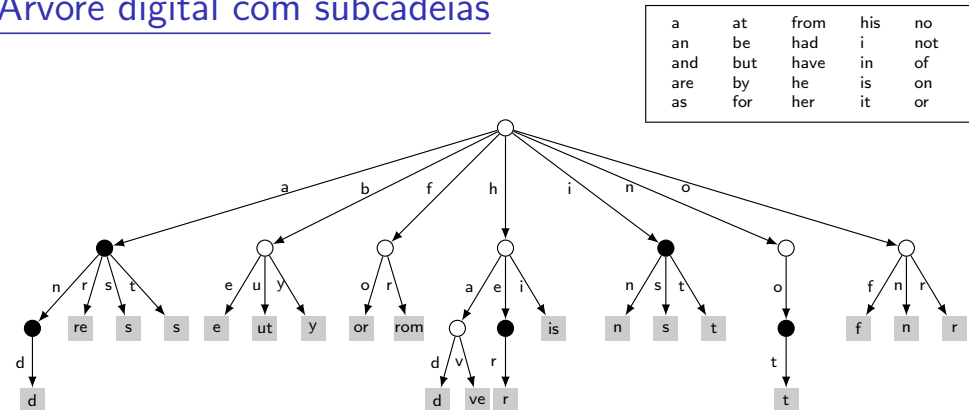 Árvore digital com subcadeias
a at from his no
an be had i not
and but have in of
are by he is on
as for her it or
a b f h i n o
n r s t e u y o r a e i n s t o f n r
re s s e ut y or rom is n s t f n r
d d v r t
d d ve r t